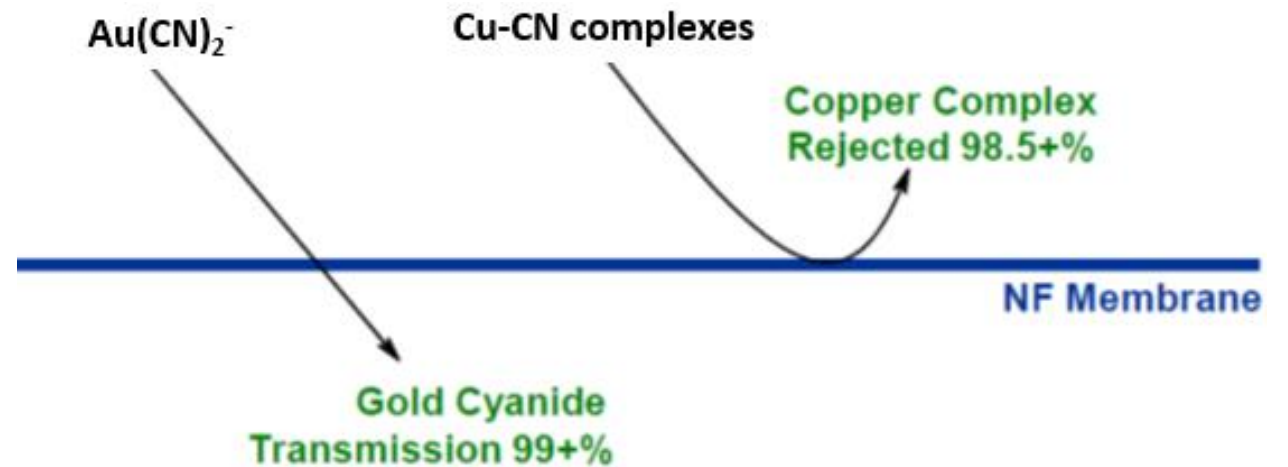 Au(CN)₂⁻
Cu-CN complexes
Copper Complex
Rejected 98.5+%
NF Membrane
Gold Cyanide
Transmission 99+%